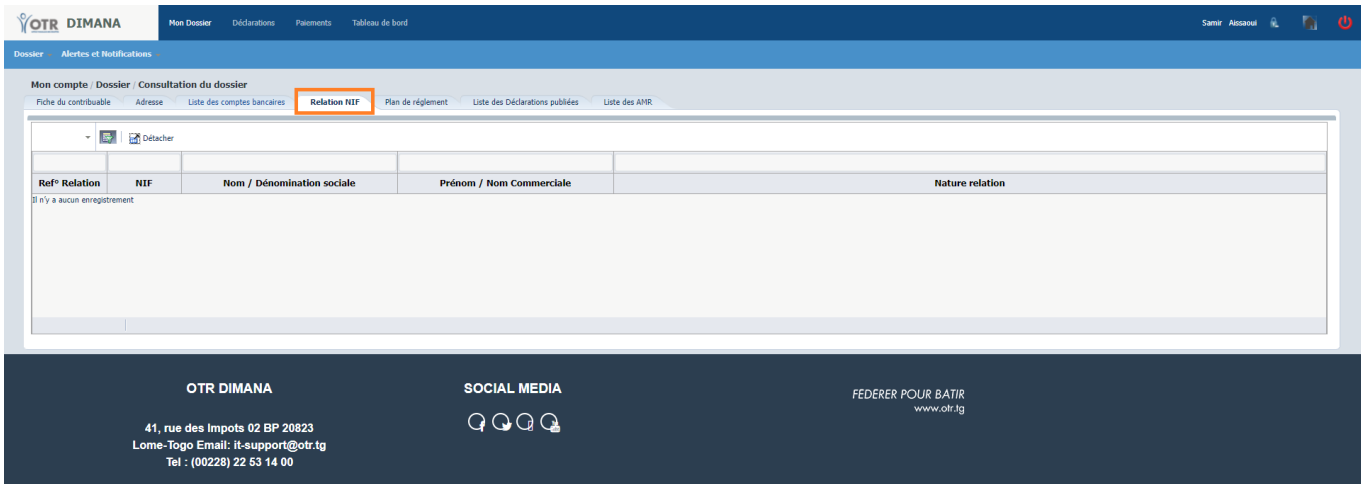 OTR DIMANA
Mon Dossier Déclarations Paiements Tableau de bord
Samir Aissaoui
Dossier Alertes et Notifications
Mon compte / Dossier / Consultation du dossier
Fiche du contribuable Adresse Liste des comptes bancaires Relation NIF Plan de réglement Liste des Déclarations publiées Liste des AMR
Détacher
Ref° Relation NIF Nom / Dénomination sociale Prénom / Nom Commerciale Nature relation
Il n'y a aucun enregistrement
OTR DIMANA
41, rue des Impots 02 BP 20823
Lome-Togo Email: it-support@otr.tg
Tel : (00228) 22 53 14 00
SOCIAL MEDIA
FEDERER POUR BATIR
www.otr.tg